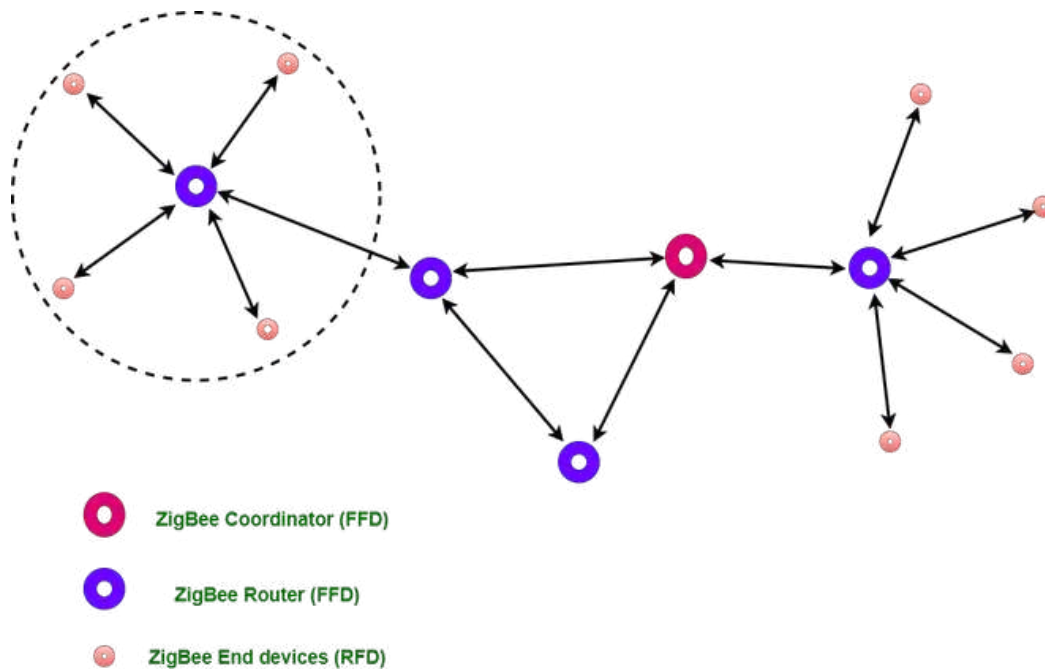 ZigBee Coordinator (FFD)
ZigBee Router (FFD)
ZigBee End devices (RFD)